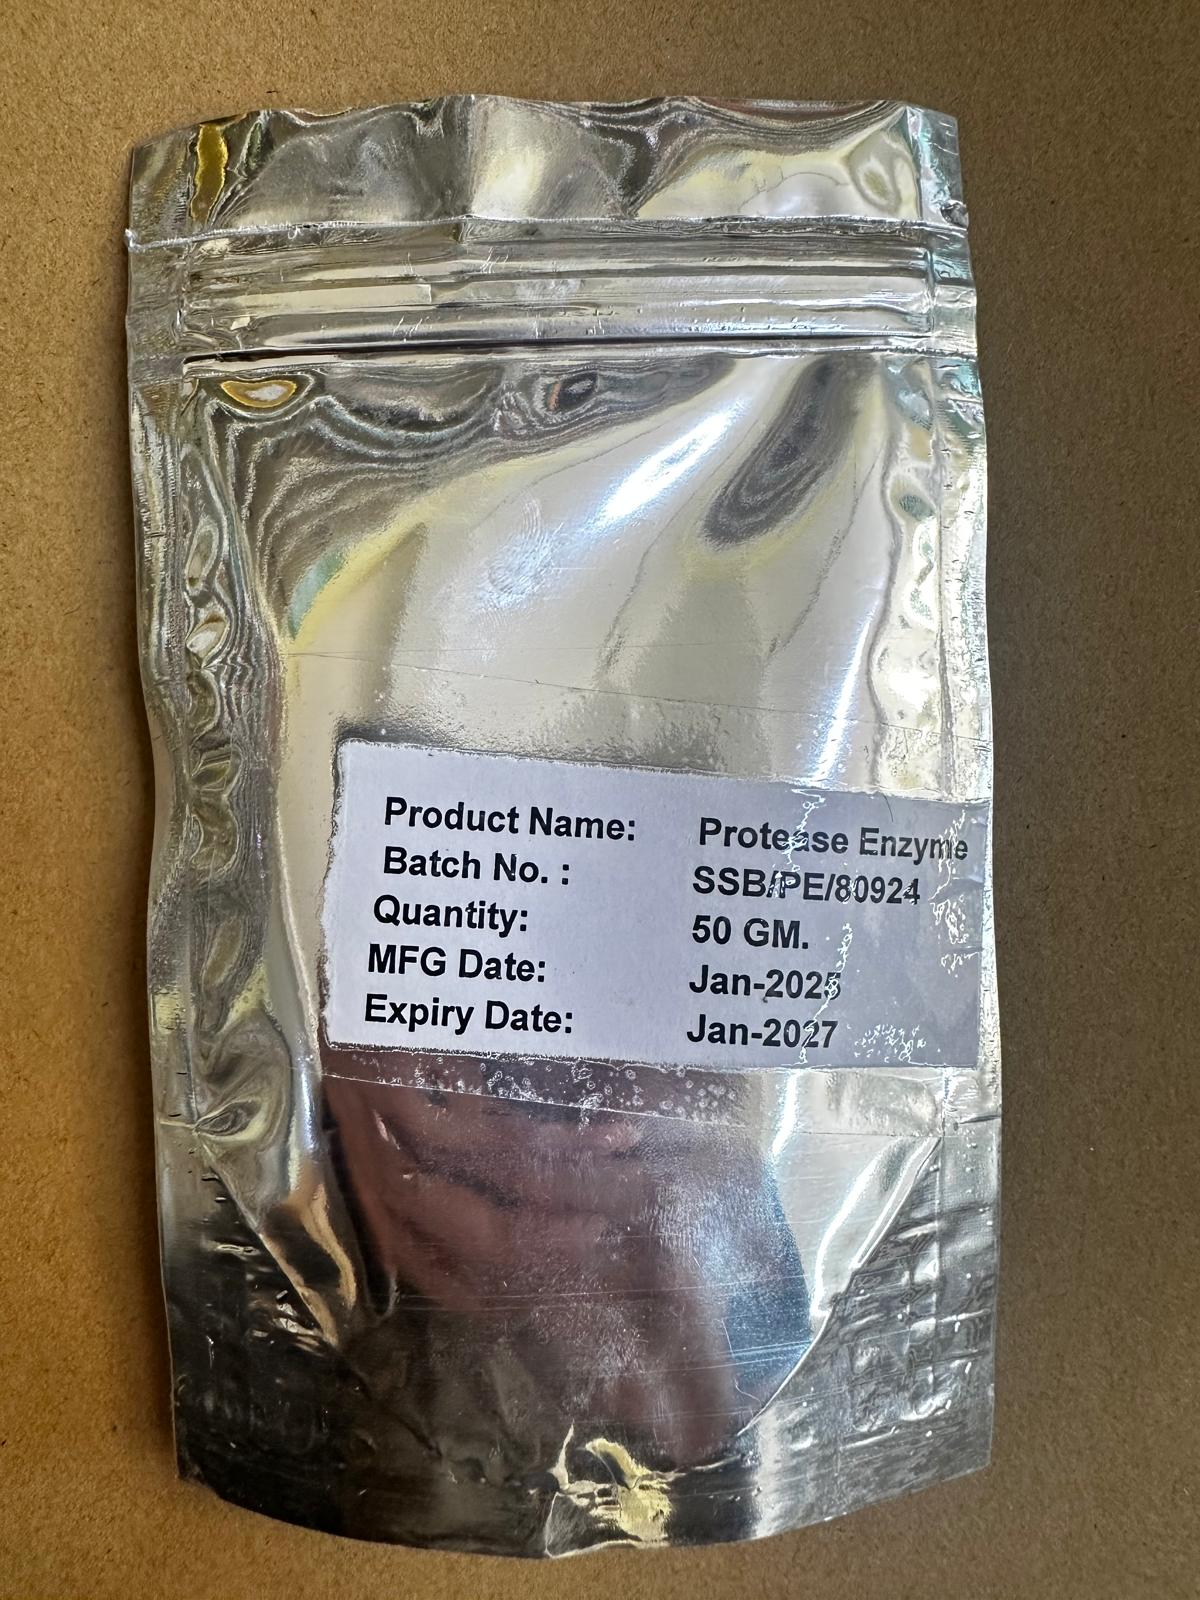 Product Name: Protease Enzyme
Batch No. : SSB/PE/80924
Quantity: 50 GM.
MFG Date: Jan-2025
Expiry Date: Jan-2027